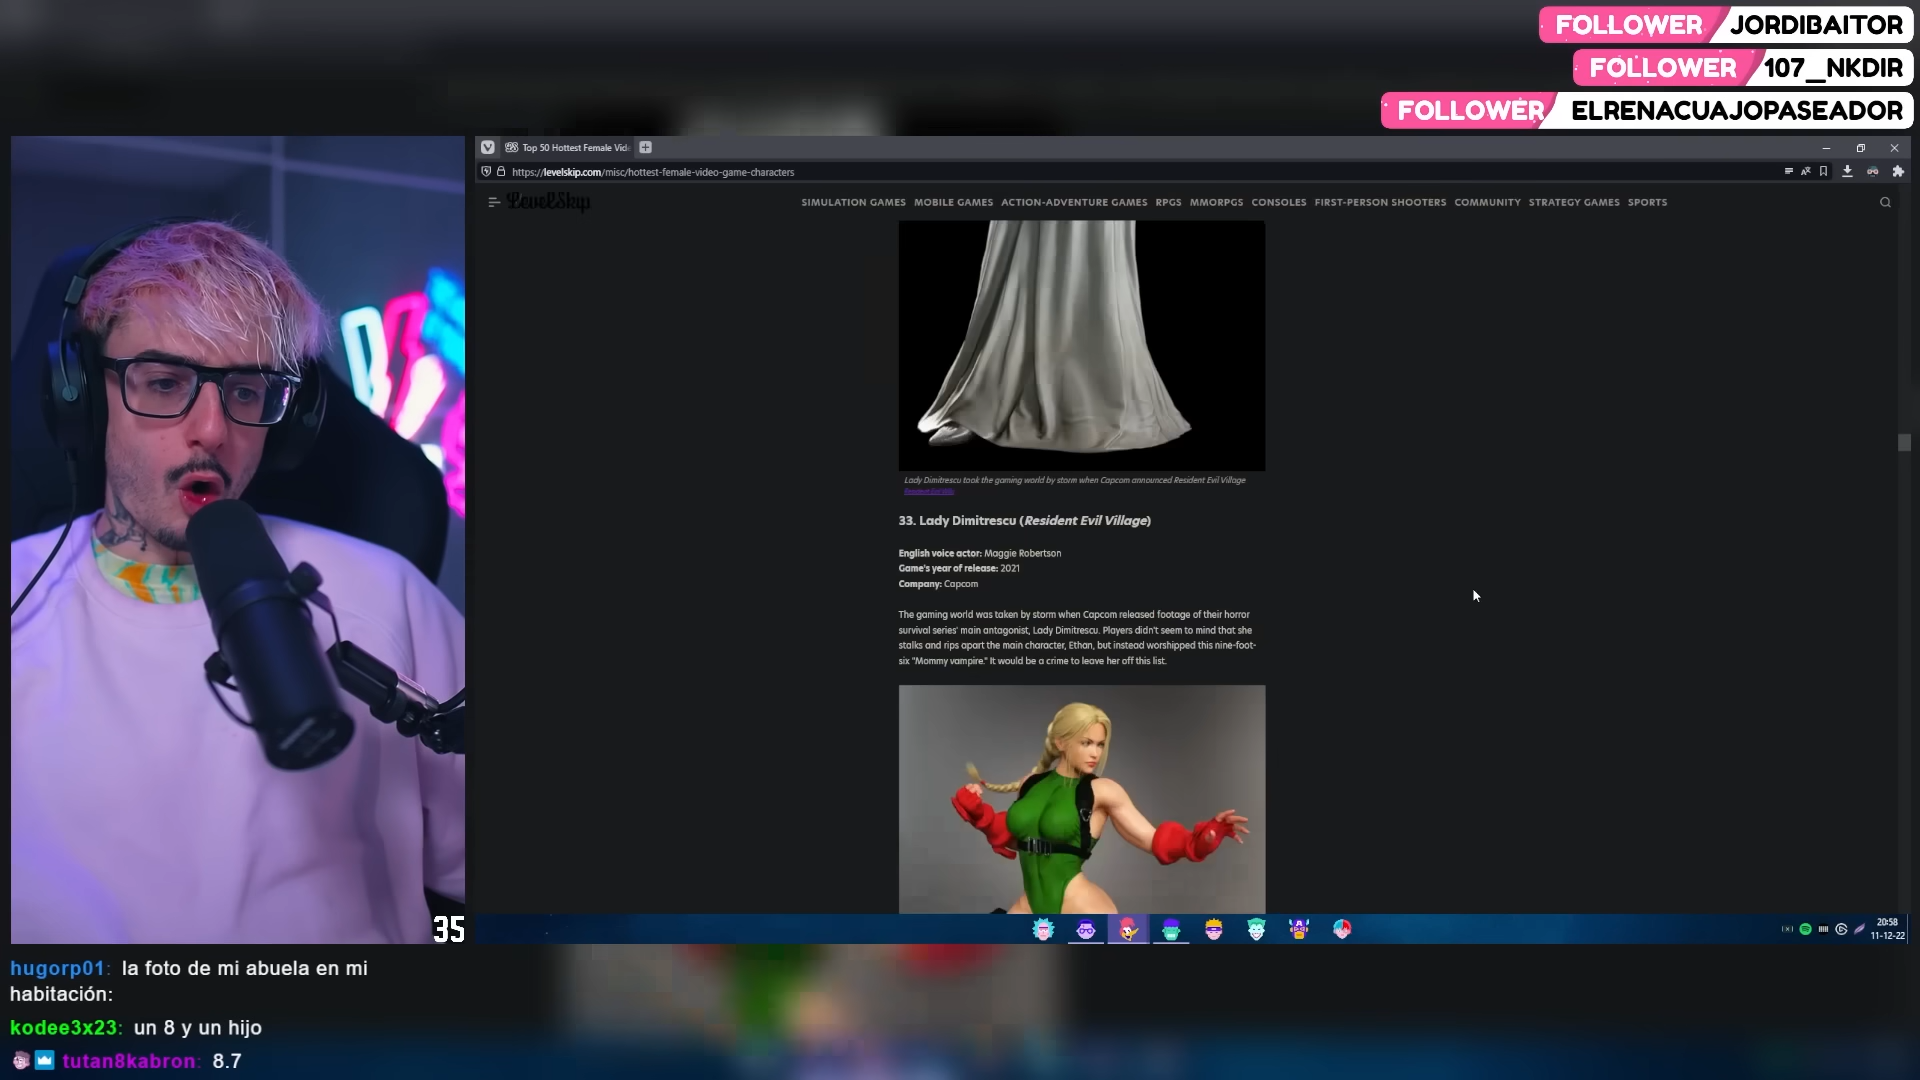 FOLLOWER JORDIBAITOR
FOLLOWER 107_NKDIR
FOLLOWER ELRENACUAJOPASEADOR
Top 50 Hottest Female Vide
https://levelskip.com/misc/hottest-female-video-game-characters
LevelSkip
SIMULATION GAMES MOBILE GAMES ACTION-ADVENTURE GAMES RPGS MMORPGS CONSOLES FIRST-PERSON SHOOTERS COMMUNITY STRATEGY GAMES SPORTS
Lady Dimitrescu took the gaming world by storm when Capcom announced Resident Evil Village
Resident Evil Wiki
33. Lady Dimitrescu (Resident Evil Village)
English voice actor: Maggie Robertson
Game's year of release: 2021
Company: Capcom
The gaming world was taken by storm when Capcom released footage of their horror
survival series' main antagonist, Lady Dimitrescu. Players didn't seem to mind that she
stalks and rips apart the main character, Ethan, but instead worshipped this nine-foot-
six "Mommy vampire." It would be a crime to leave her off this list.
35
20:58
11-12-22
hugorp01: la foto de mi abuela en mi
habitación:
kodee3x23: un 8 y un hijo
tutan8kabron: 8.7